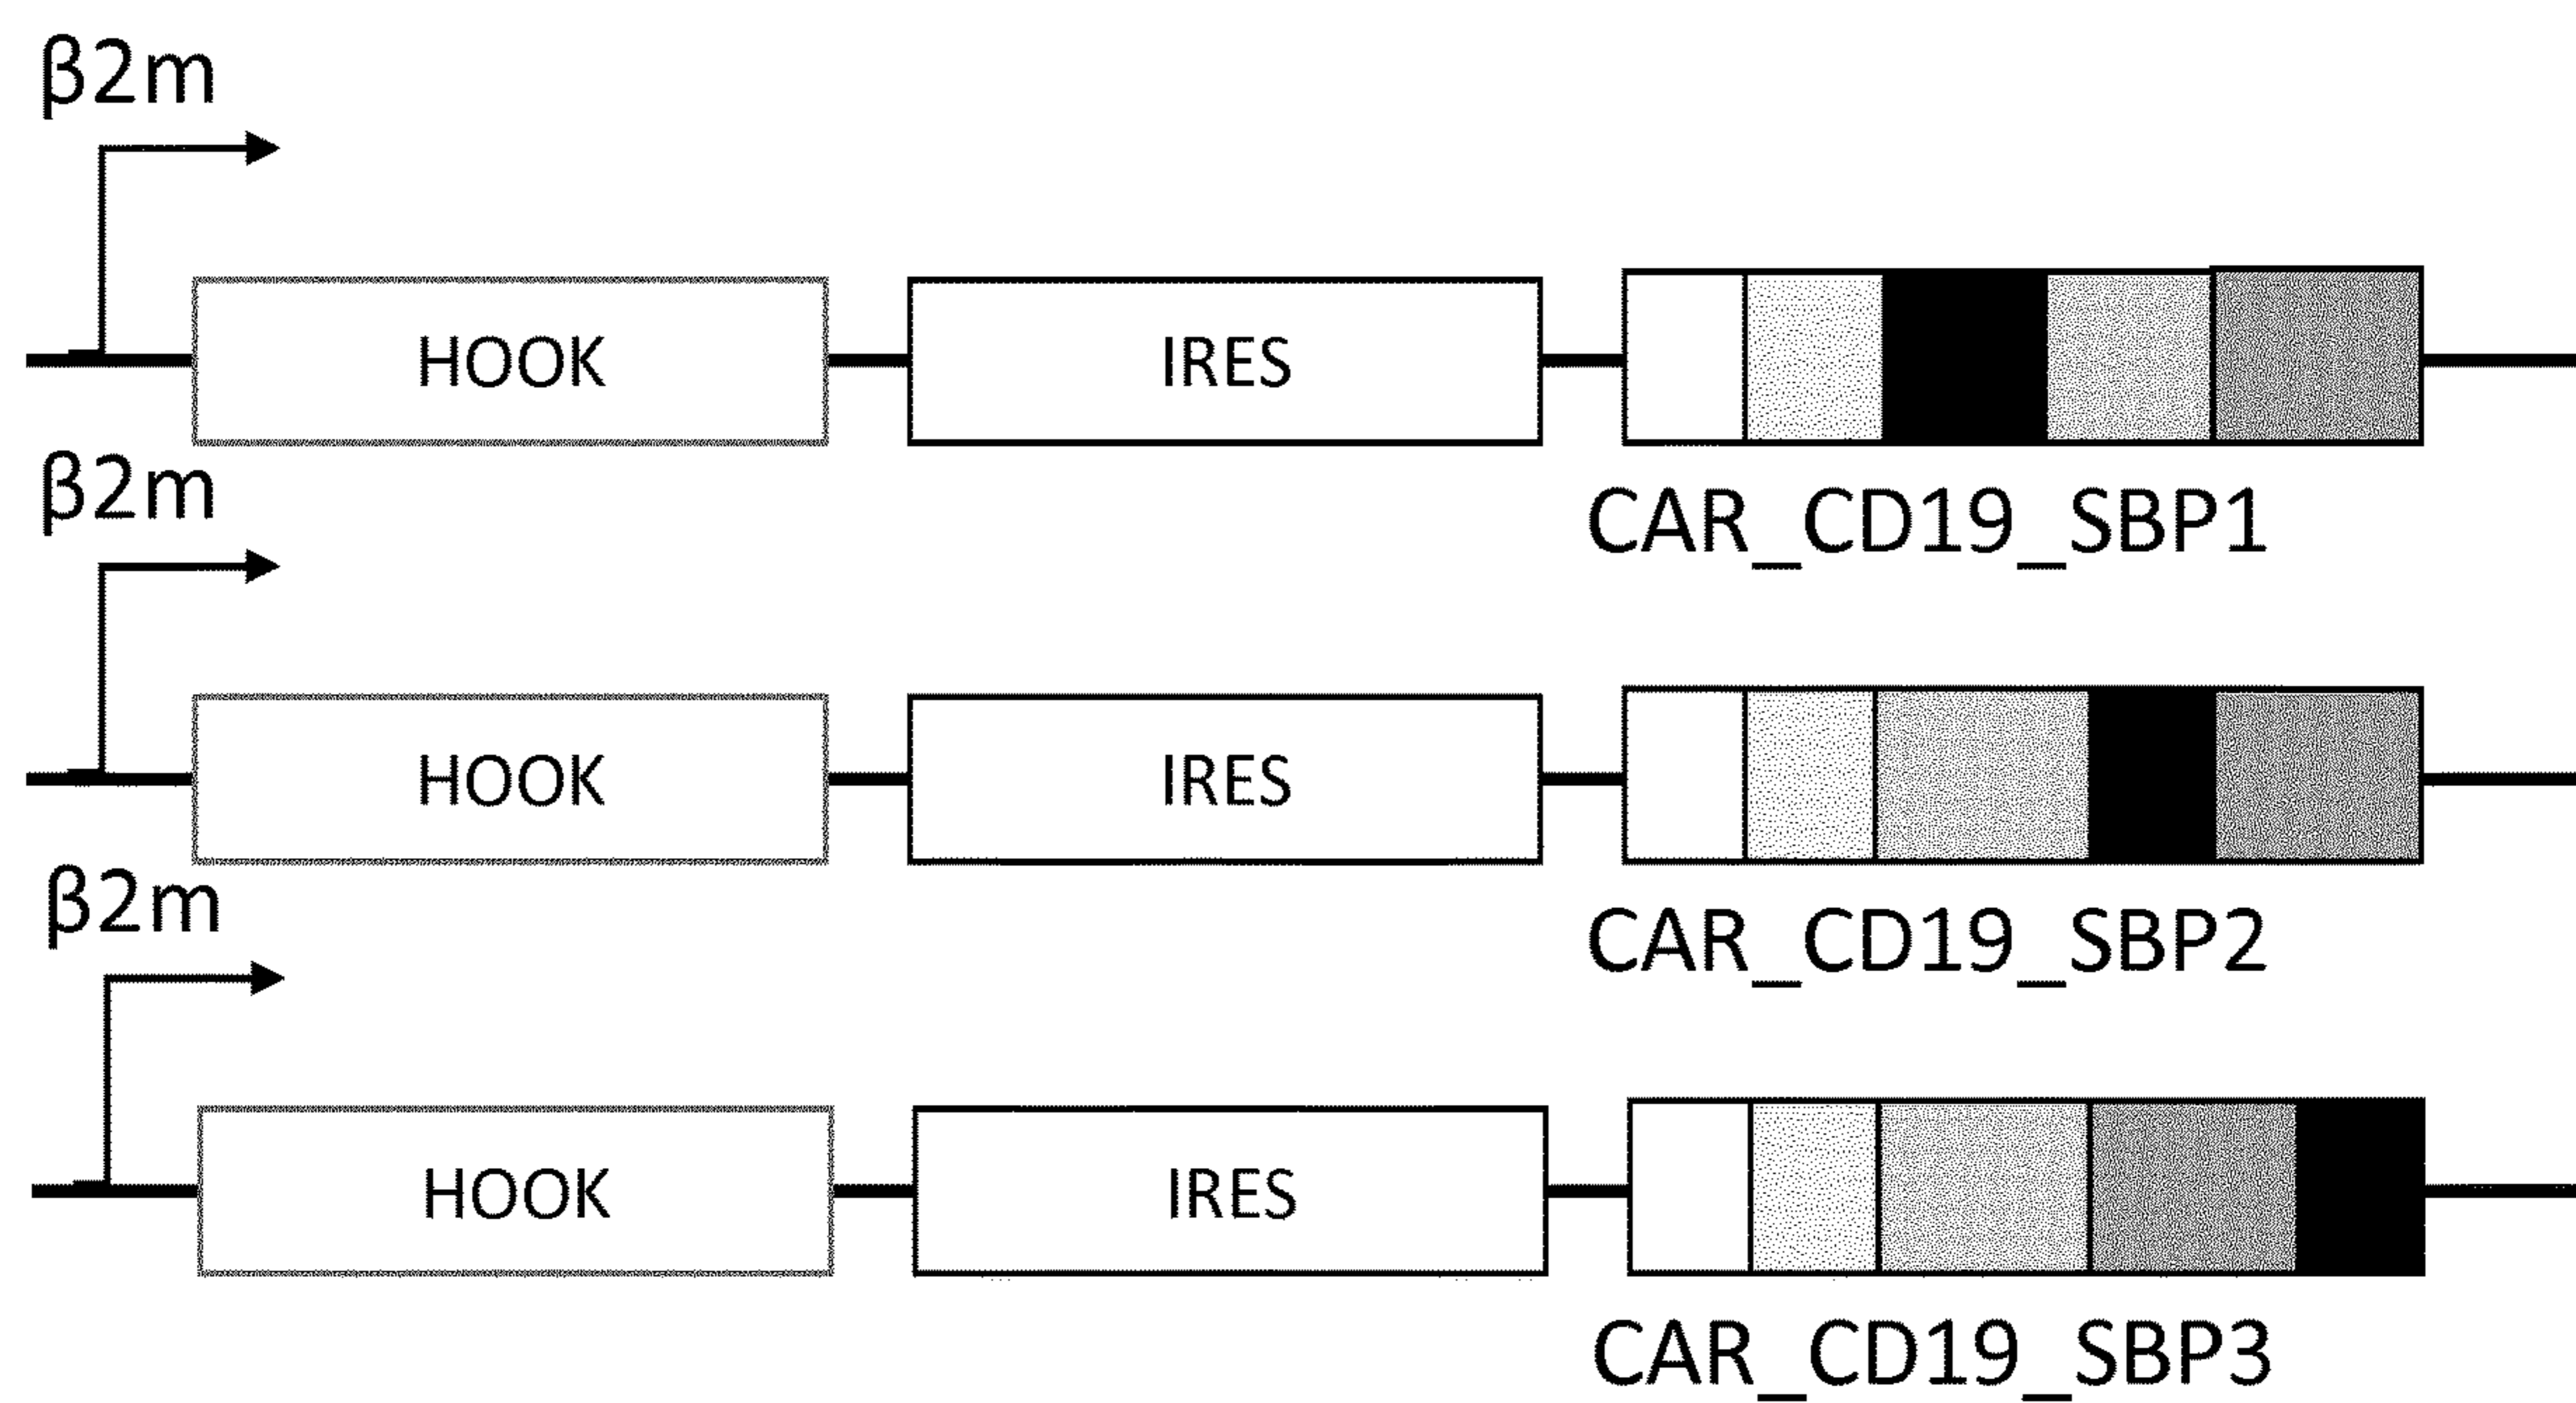 β2m
HOOK IRES
CAR_CD19_SBP1
β2m
HOOK IRES
CAR_CD19_SBP2
β2m
HOOK IRES
CAR_CD19_SBP3